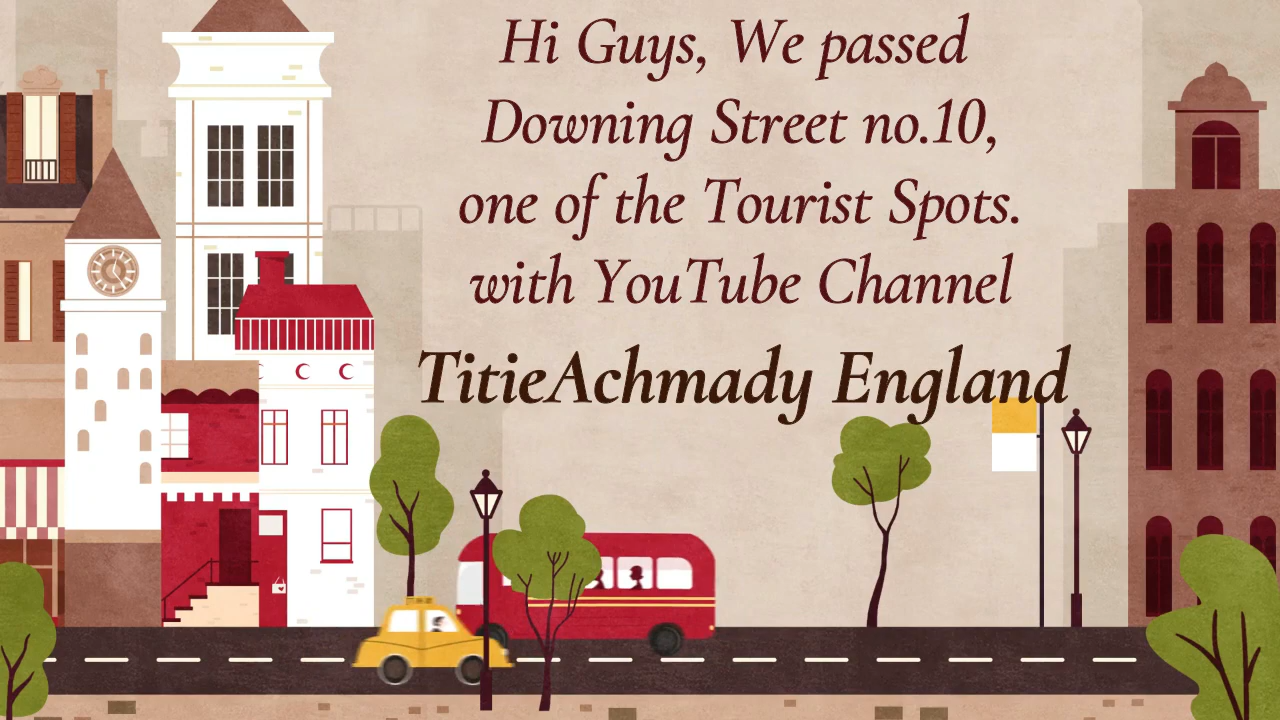 Hi Guys, We passed
Downing Street no.10,
one of the Tourist Spots.
with YouTube Channel
TitieAchmady England